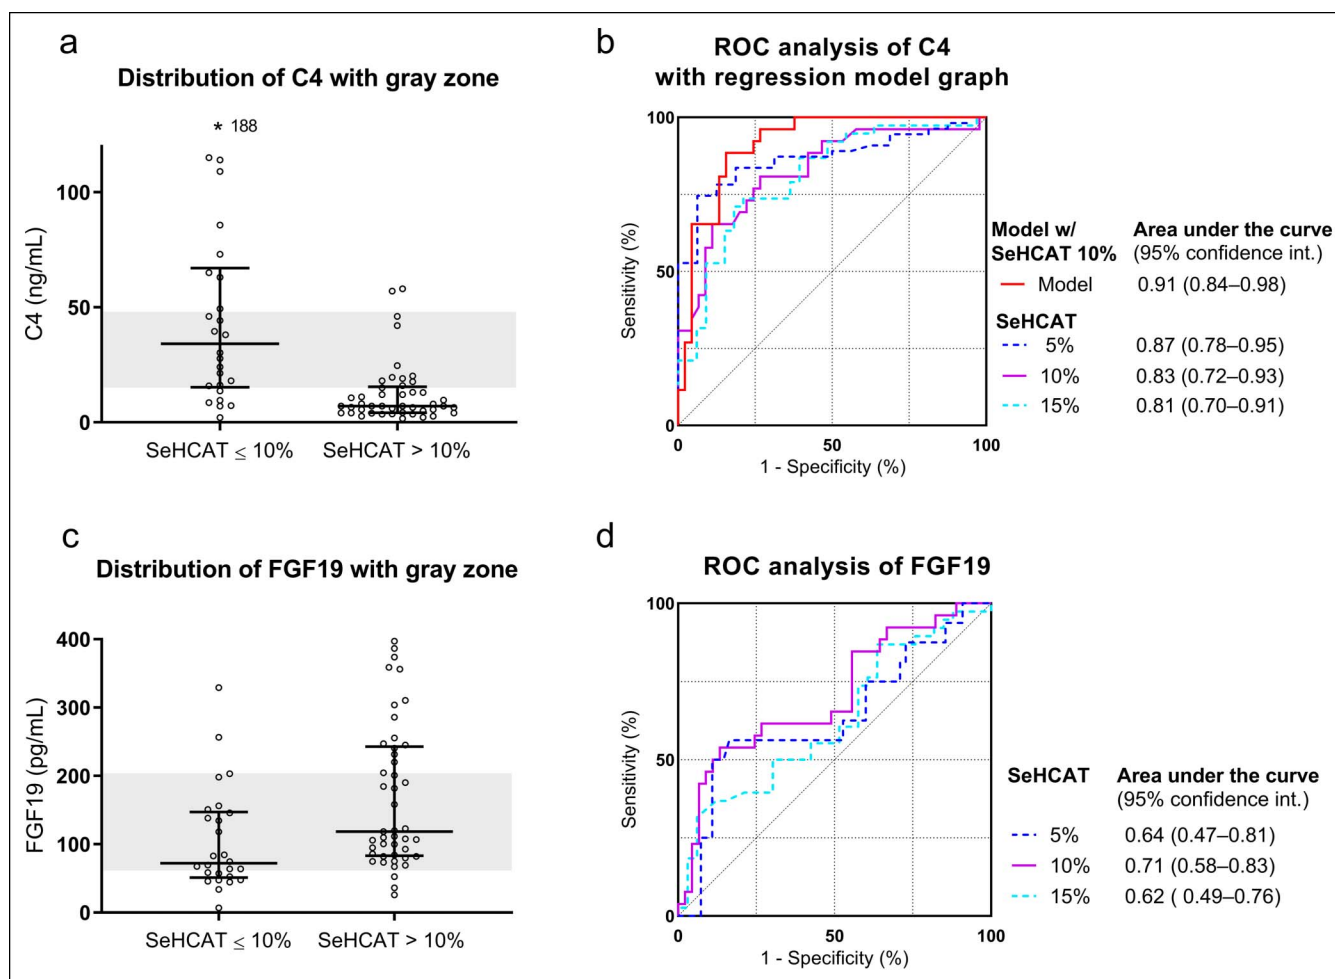 a
Distribution of C4 with gray zone
* 188
100
50
0
C4 (ng/mL)
SeHCAT ≤ 10%
SeHCAT > 10%
b
ROC analysis of C4
with regression model graph
100
50
0
Sensitivity (%)
0
50
100
1 - Specificity (%)
Model w/ Area under the curve
SeHCAT 10% (95% confidence int.)
Model 0.91 (0.84–0.98)
SeHCAT
5% 0.87 (0.78–0.95)
10% 0.83 (0.72–0.93)
15% 0.81 (0.70–0.91)
c
Distribution of FGF19 with gray zone
400
300
200
100
0
FGF19 (pg/mL)
SeHCAT ≤ 10%
SeHCAT > 10%
d
ROC analysis of FGF19
100
50
0
Sensitivity (%)
0
50
100
1 - Specificity (%)
SeHCAT Area under the curve
(95% confidence int.)
5% 0.64 (0.47–0.81)
10% 0.71 (0.58–0.83)
15% 0.62 ( 0.49–0.76)